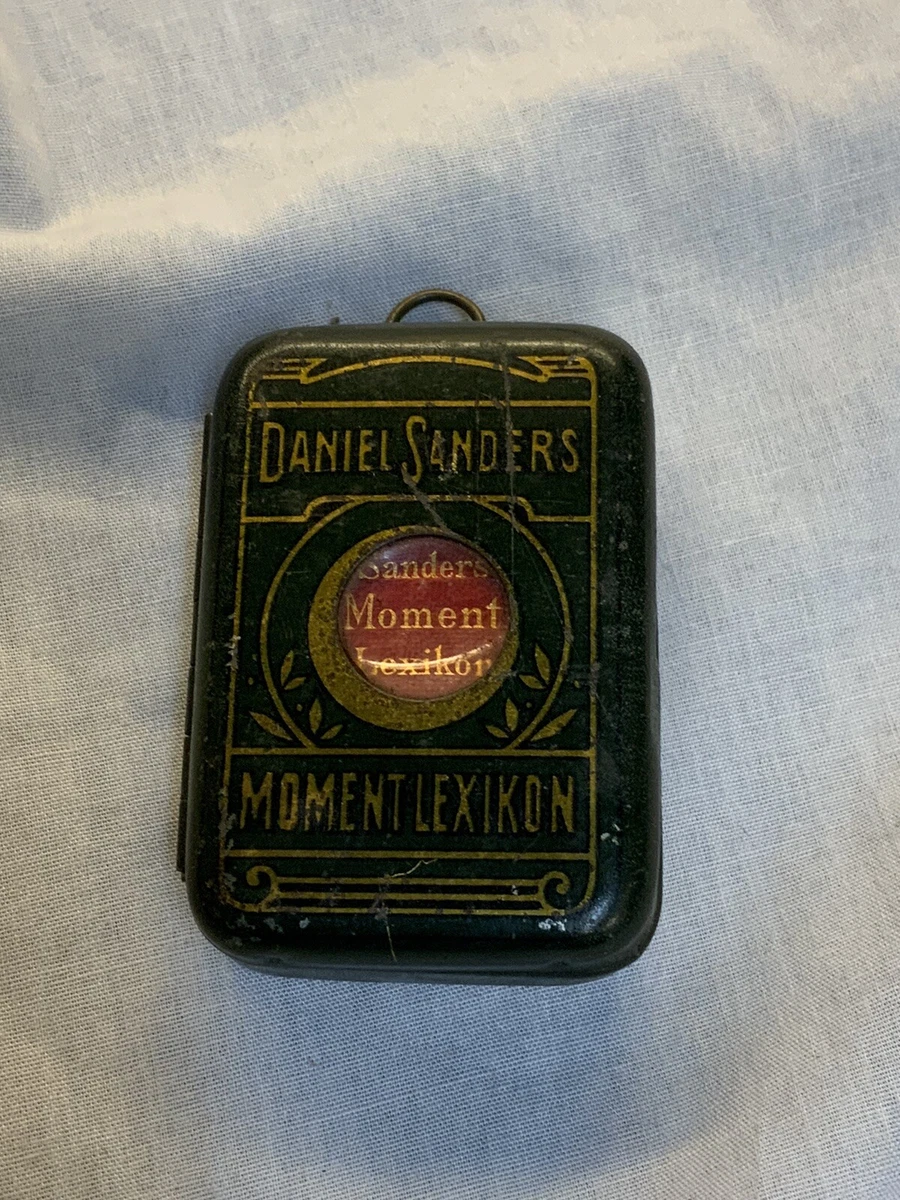 DANIEL SANDERS
Sanders
Moment
Lexikon
MOMENT LEXIKON